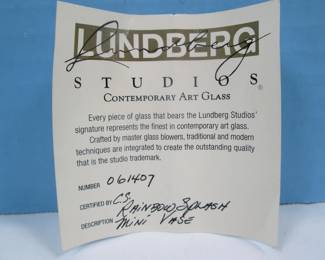 LUNDBERG
Lundberg
STUDIOS®
CONTEMPORARY ART GLASS
Every piece of glass that bears the Lundberg Studios'
signature represents the finest in contemporary art glass.
Crafted by master glass blowers, traditional and modern
techniques are integrated to create the outstanding quality
that is the studio trademark.
NUMBER 061407
CERTIFIED BY C.S.
DESCRIPTION RAINBOW SPLASH
MINI VASE